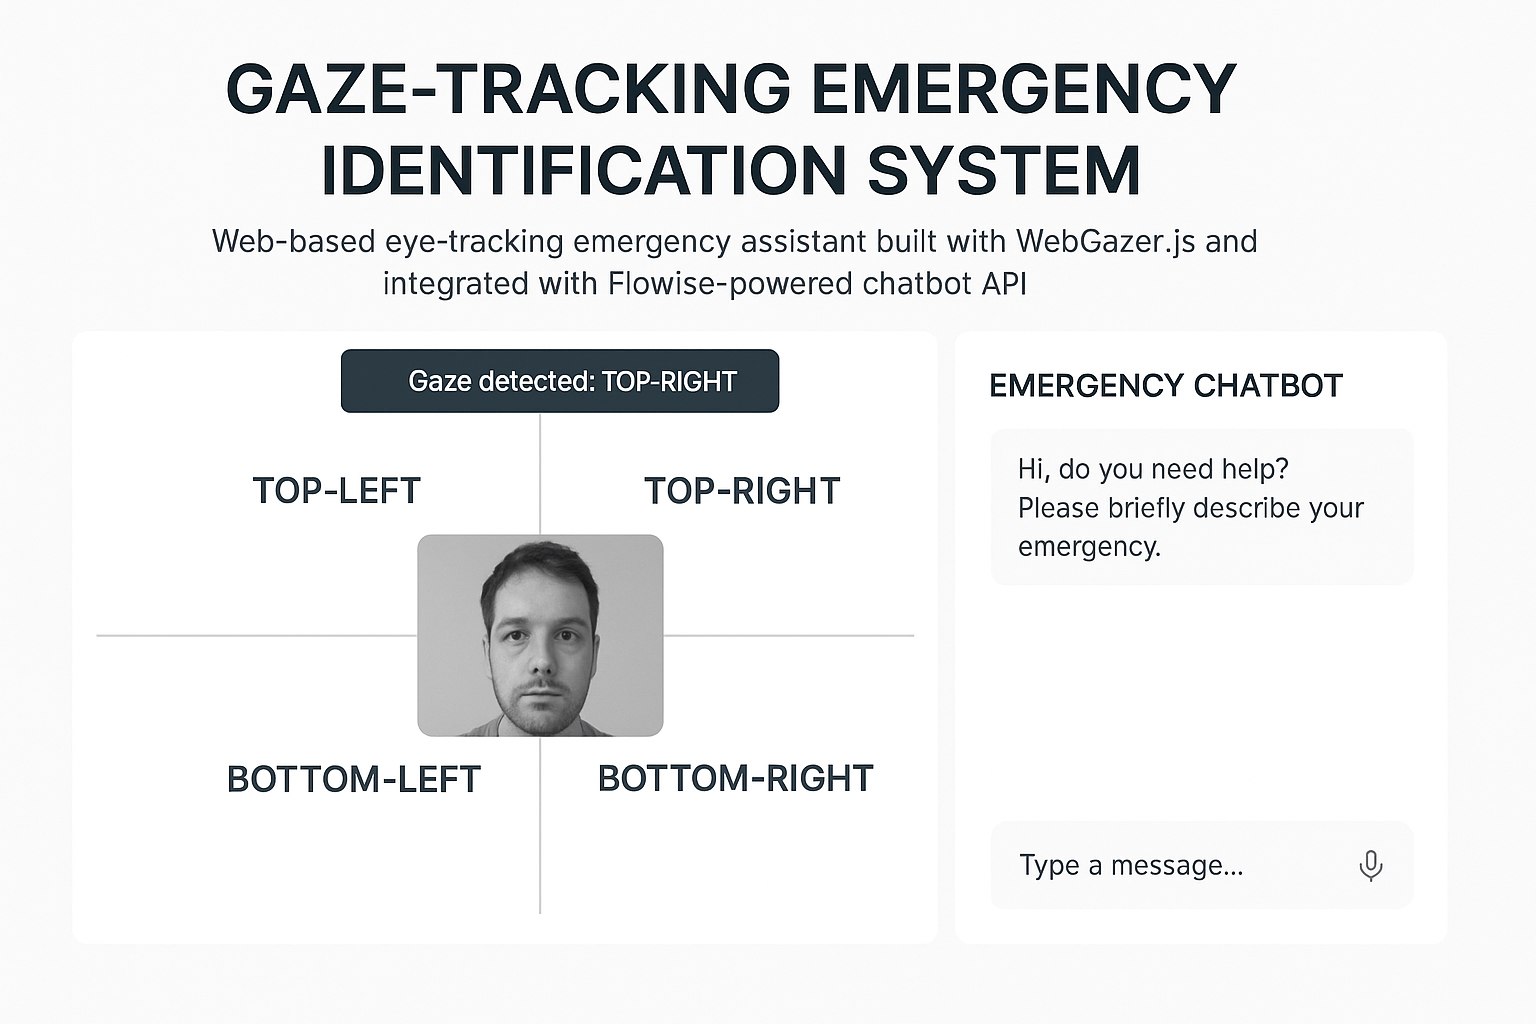 GAZE-TRACKING EMERGENCY
IDENTIFICATION SYSTEM
Web-based eye-tracking emergency assistant built with WebGazer.js and
integrated with Flowise-powered chatbot API
Gaze detected: TOP-RIGHT
TOP-LEFT
TOP-RIGHT
BOTTOM-LEFT
BOTTOM-RIGHT
EMERGENCY CHATBOT
Hi, do you need help?
Please briefly describe your
emergency.
Type a message...